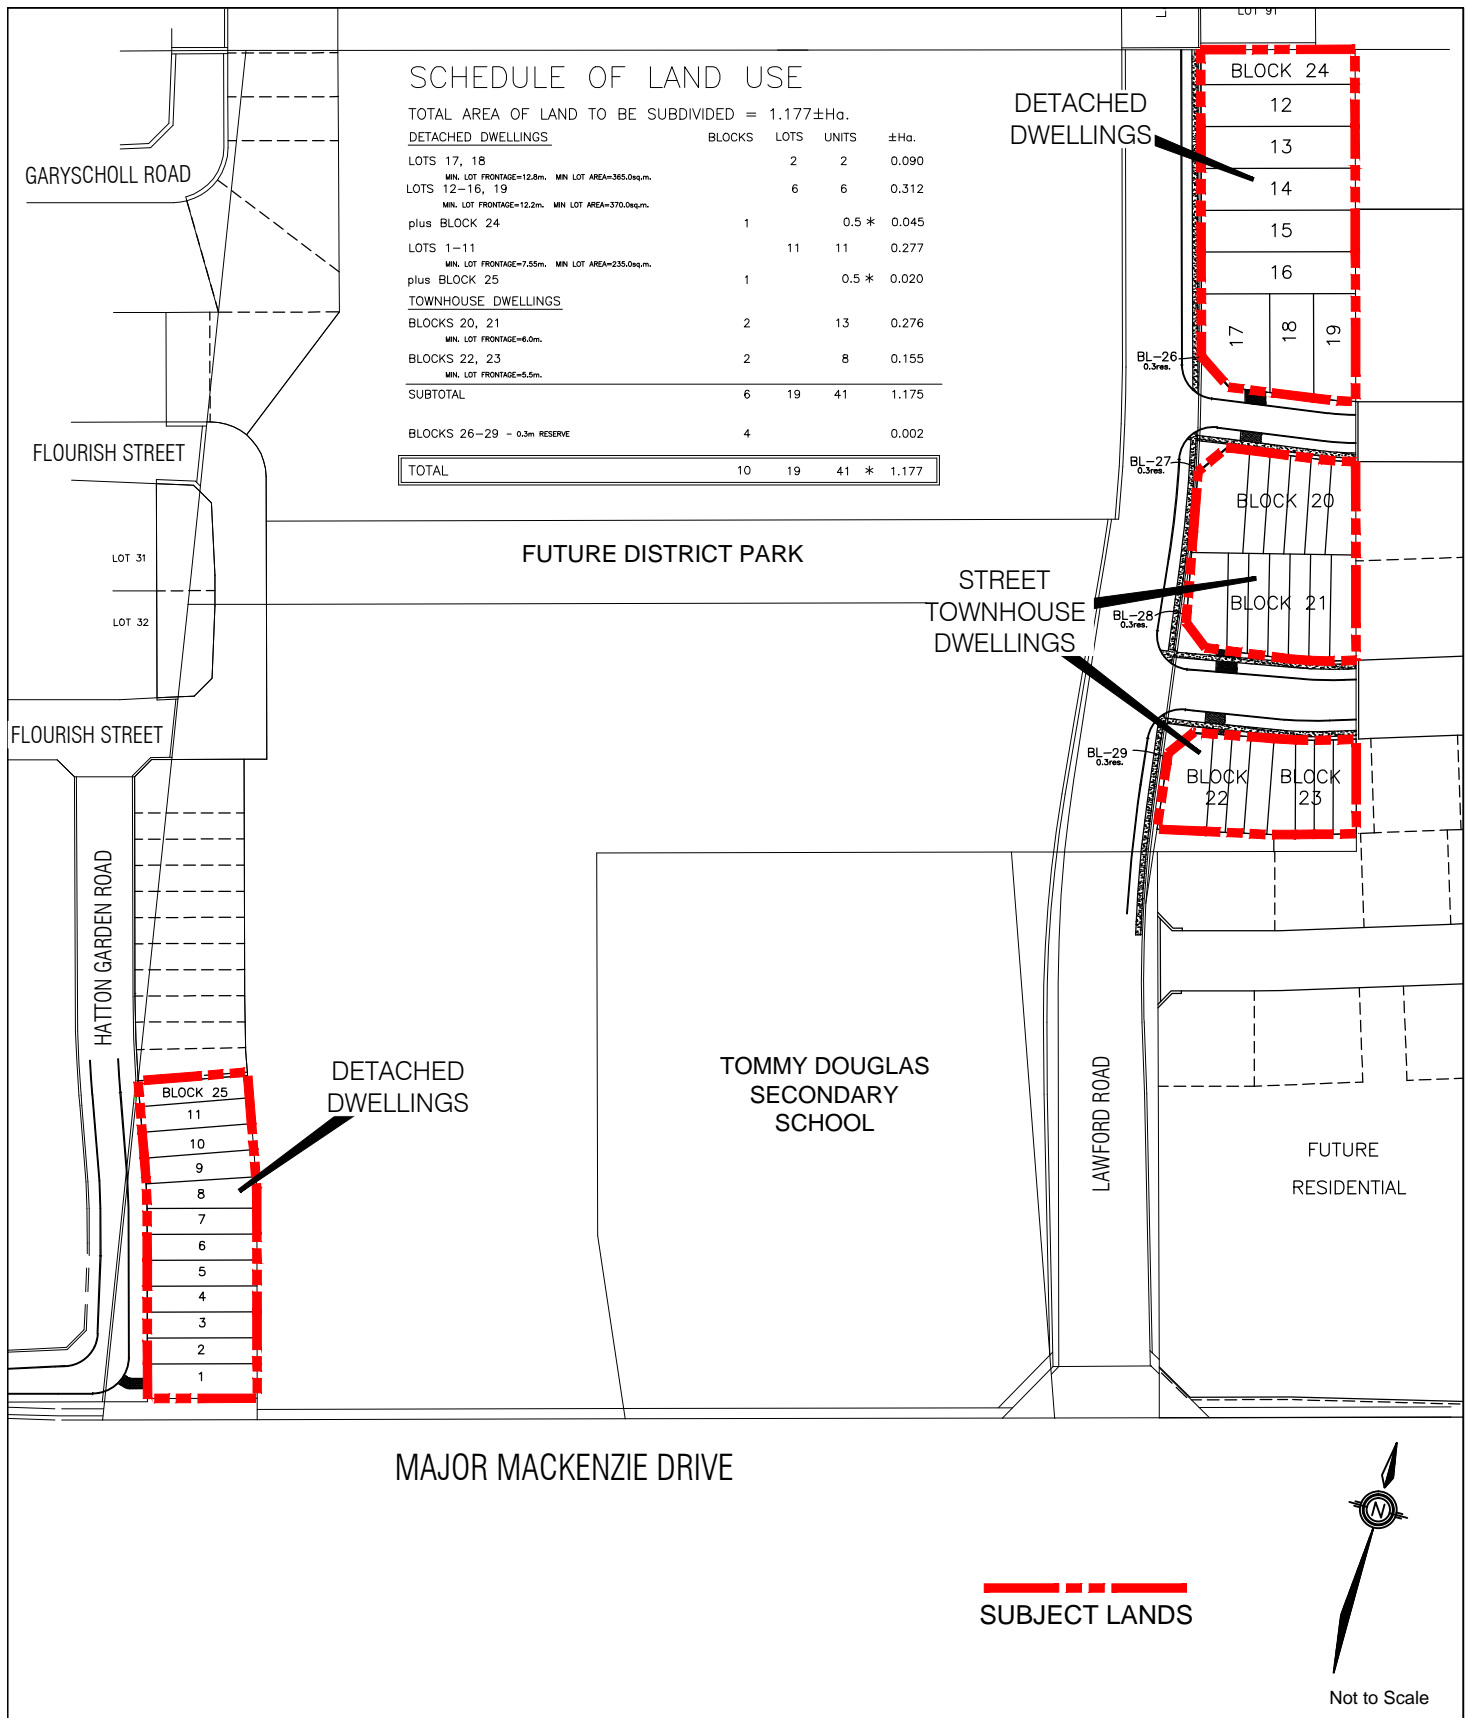 LOT 91
SCHEDULE OF LAND USE
TOTAL AREA OF LAND TO BE SUBDIVIDED = 1.177±Ha.
DETACHED DWELLINGS BLOCKS LOTS UNITS ±Ha.
LOTS 17, 18 2 2 0.090
MIN. LOT FRONTAGE=12.8m. MIN LOT AREA=365.0sq.m.
LOTS 12-16, 19 6 6 0.312
MIN. LOT FRONTAGE=12.2m. MIN LOT AREA=370.0sq.m.
plus BLOCK 24 1 0.5 * 0.045
LOTS 1-11 11 11 0.277
MIN. LOT FRONTAGE=7.55m. MIN LOT AREA=235.0sq.m.
plus BLOCK 25 1 0.5 * 0.020
TOWNHOUSE DWELLINGS
BLOCKS 20, 21 2 13 0.276
MIN. LOT FRONTAGE=6.0m.
BLOCKS 22, 23 2 8 0.155
MIN. LOT FRONTAGE=5.5m.
SUBTOTAL 6 19 41 1.175
BLOCKS 26-29 - 0.3m RESERVE 4 0.002
TOTAL 10 19 41 * 1.177
DETACHED
DWELLINGS
BLOCK 24
12
13
14
15
16
17
18
19
BL-26
0.3res.
BL-27
0.3res.
BLOCK 20
BLOCK 21
STREET
TOWNHOUSE
DWELLINGS
BL-28
0.3res.
BL-29
0.3res.
BLOCK
22
BLOCK
23
GARYSCHOLL ROAD
FLOURISH STREET
LOT 31
LOT 32
FLOURISH STREET
FUTURE DISTRICT PARK
HATTON GARDEN ROAD
DETACHED
DWELLINGS
BLOCK 25
11
10
9
8
7
6
5
4
3
2
1
TOMMY DOUGLAS
SECONDARY
SCHOOL
LAWFORD ROAD
FUTURE
RESIDENTIAL
MAJOR MACKENZIE DRIVE
N
SUBJECT LANDS
Not to Scale